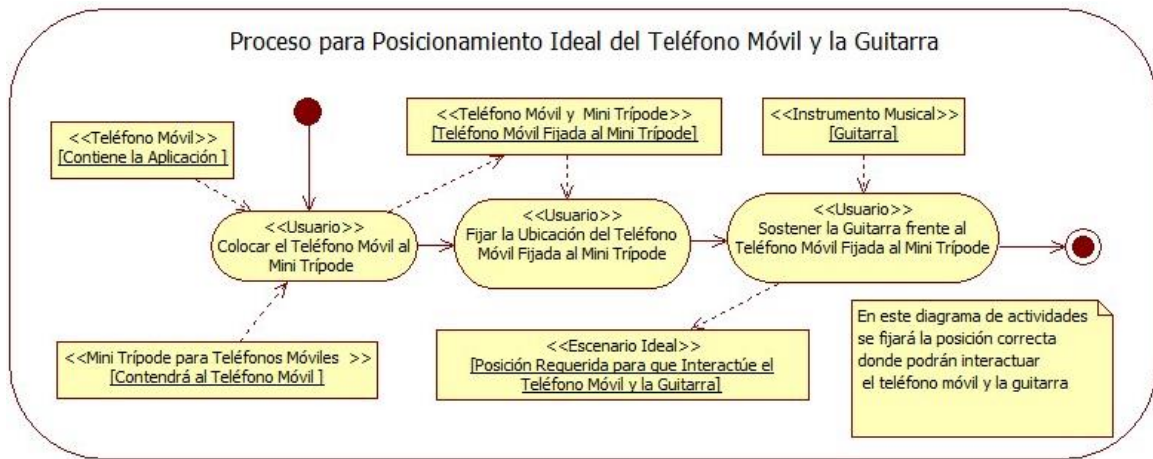 Proceso para Posicionamiento Ideal del Teléfono Móvil y la Guitarra
<<Teléfono Móvil>>
[Contiene la Aplicación ]
<<Teléfono Móvil y  Mini Trípode>>
[Teléfono Móvil Fijada al Mini Trípode]
<<Instrumento Musical>>
[Guitarra]
<<Usuario>>
Colocar el Teléfono Móvil al
Mini Trípode
<<Usuario>>
Fijar la Ubicación del Teléfono
Móvil Fijada al Mini Trípode
<<Usuario>>
Sostener la Guitarra frente al
Teléfono Móvil Fijada al Mini Trípode
<<Mini Trípode para Teléfonos Móviles  >>
[Contendrá al Teléfono Móvil ]
<<Escenario Ideal>>
[Posición Requerida para que Interactúe el
Teléfono Móvil y la Guitarra]
En este diagrama de actividades
se fijará la posición correcta
donde podrán interactuar
el teléfono móvil y la guitarra